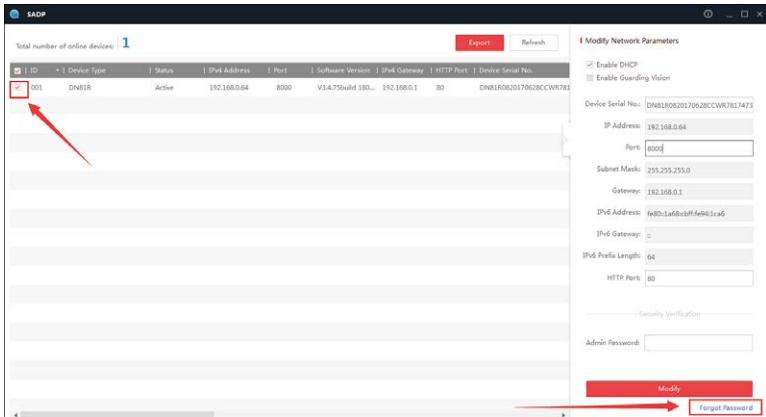 SADP
Total number of online devices: 1
Export
Refresh
ID
Device Type
Status
IPv4 Address
Port
Software Version
IPv4 Gateway
HTTP Port
Device Serial No.
001
DN81R
Active
192.168.0.64
8000
V3.4.75build 180...
192.168.0.1
80
DN81R0820170628CCWR781
Modify Network Parameters
Enable DHCP
Enable Guarding Vision
Device Serial No.: DN81R0820170628CCWR7817473
IP Address: 192.168.0.64
Port: 8000
Subnet Mask: 255.255.255.0
Gateway: 192.168.0.1
IPv6 Address: fe80::1a68:cbff:fe94:1ca6
IPv6 Gateway: ::
IPv6 Prefix Length: 64
HTTP Port: 80
Security Verification
Admin Password:
Modify
Forgot Password